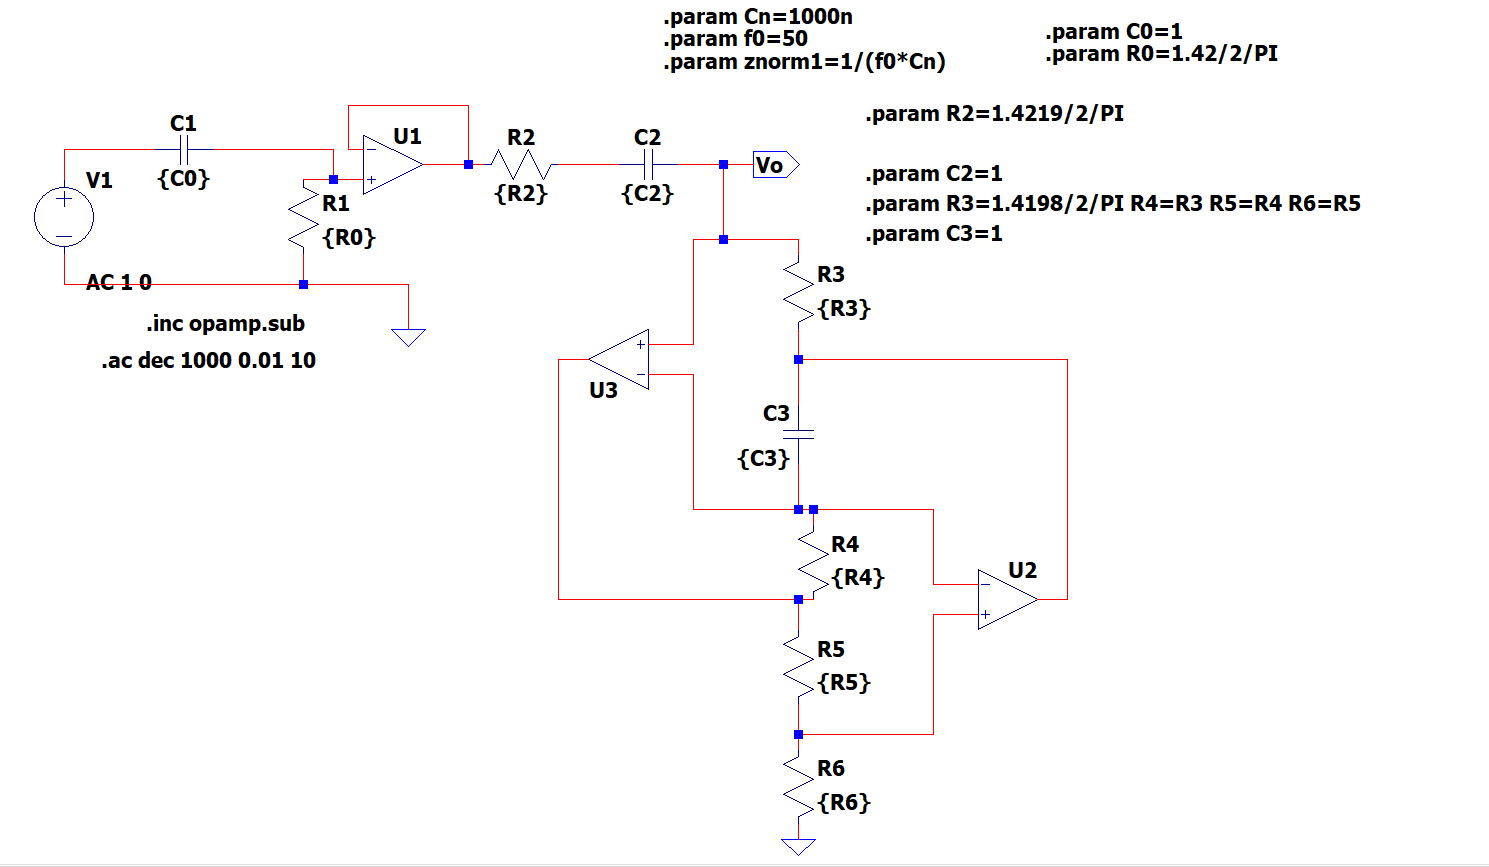 .param Cn=1000n
.param f0=50
.param znorm1=1/(f0*Cn)
.param C0=1
.param R0=1.42/2/PI
.param R2=1.4219/2/PI
.param C2=1
.param R3=1.4198/2/PI R4=R3 R5=R4 R6=R5
.param C3=1
C1
{C0}
V1
AC 1 0
R1
{R0}
U1
R2
{R2}
C2
{C2}
Vo
.inc opamp.sub
.ac dec 1000 0.01 10
R3
{R3}
U3
C3
{C3}
R4
{R4}
U2
R5
{R5}
R6
{R6}